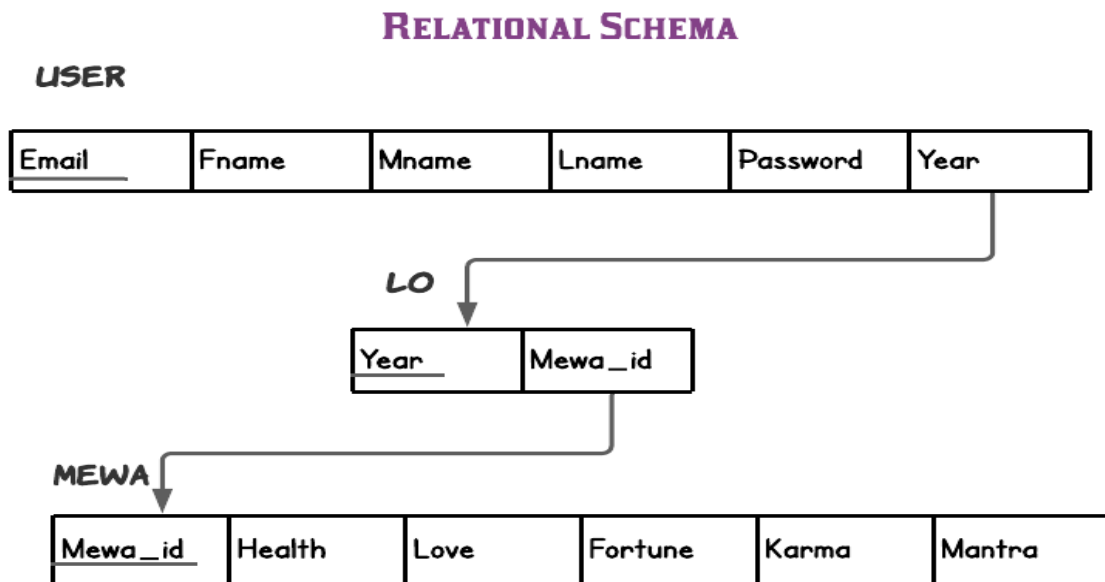 RELATIONAL SCHEMA
USER
Email Fname Mname Lname Password Year
LO
Year Mewa_id
MEWA
Mewa_id Health Love Fortune Karma Mantra